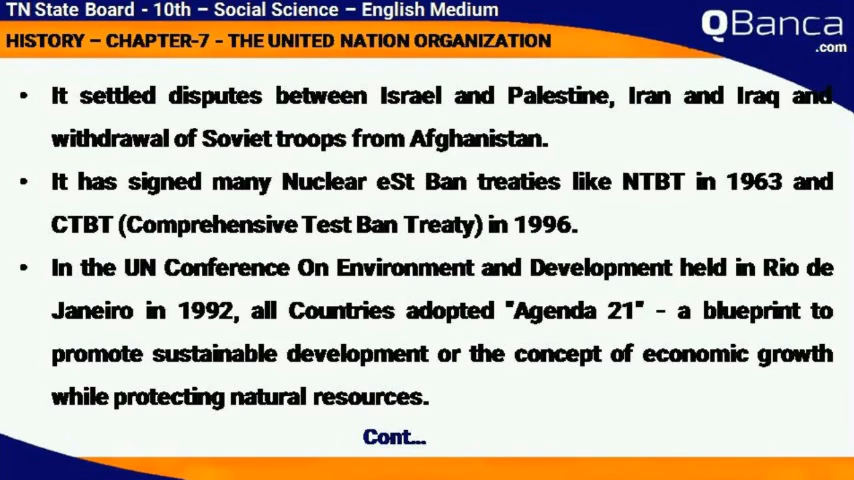 TN State Board - 10th – Social Science – English Medium
QBanca
.com
HISTORY – CHAPTER-7 - THE UNITED NATION ORGANIZATION
• It settled disputes between Israel and Palestine, Iran and Iraq and
withdrawal of Soviet troops from Afghanistan.
• It has signed many Nuclear eSt Ban treaties like NTBT in 1963 and
CTBT (Comprehensive Test Ban Treaty) in 1996.
• In the UN Conference On Environment and Development held in Rio de
Janeiro in 1992, all Countries adopted "Agenda 21" - a blueprint to
promote sustainable development or the concept of economic growth
while protecting natural resources.
Cont...